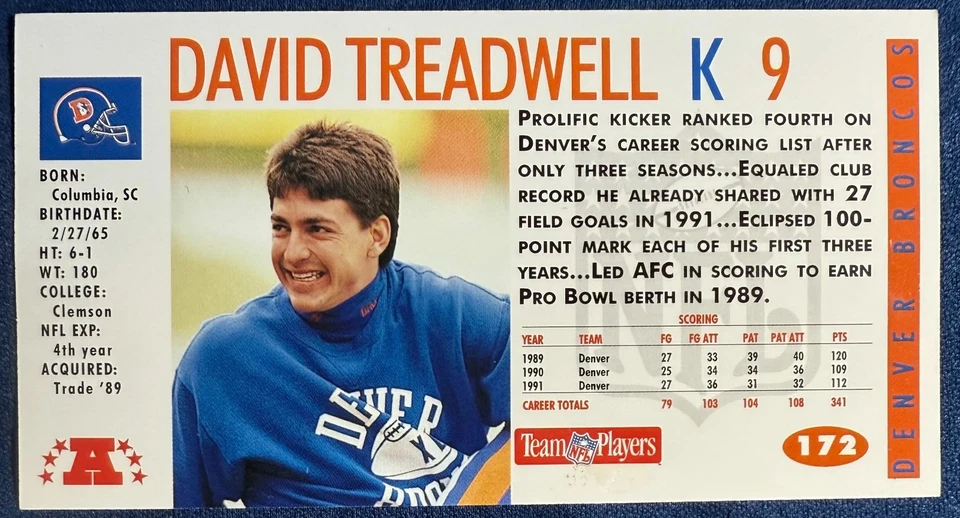 DAVID TREADWELL K 9
D
BORN:
Columbia, SC
BIRTHDATE:
2/27/65
HT: 6-1
WT: 180
COLLEGE:
Clemson
NFL EXP:
4th year
ACQUIRED:
Trade '89
A
DENVER
PROLIFIC KICKER RANKED FOURTH ON
DENVER'S CAREER SCORING LIST AFTER
ONLY THREE SEASONS...EQUALED CLUB
RECORD HE ALREADY SHARED WITH 27
FIELD GOALS IN 1991...ECLIPSED 100-
POINT MARK EACH OF HIS FIRST THREE
YEARS...LED AFC IN SCORING TO EARN
PRO BOWL BERTH IN 1989.
NFL
SCORING
YEAR TEAM FG FG ATT PAT PAT ATT PTS
1989 Denver 27 33 39 40 120
1990 Denver 25 34 34 36 109
1991 Denver 27 36 31 32 112
CAREER TOTALS 79 103 104 108 341
Team NFL Players
172
DENVER BRONCOS